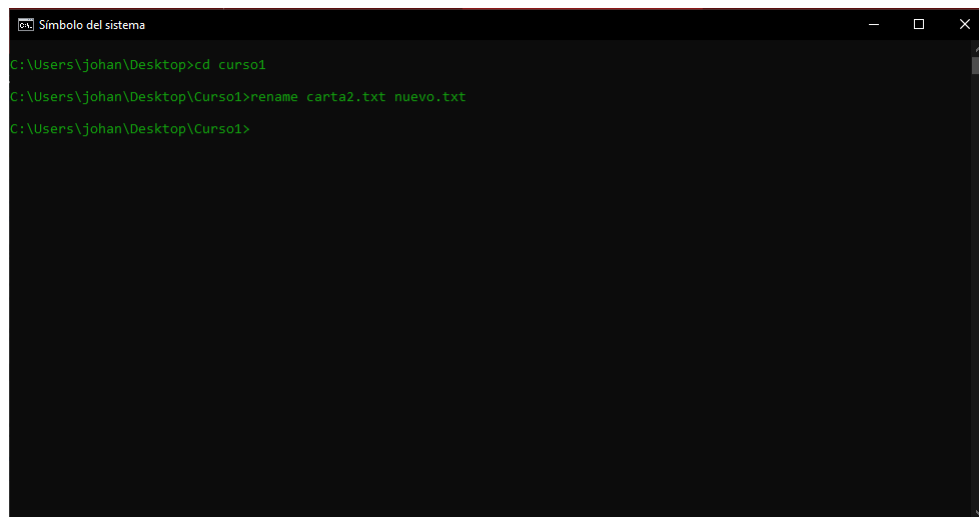 Símbolo del sistema
C:\Users\johan\Desktop>cd curso1
C:\Users\johan\Desktop\Curso1>rename carta2.txt nuevo.txt
C:\Users\johan\Desktop\Curso1>